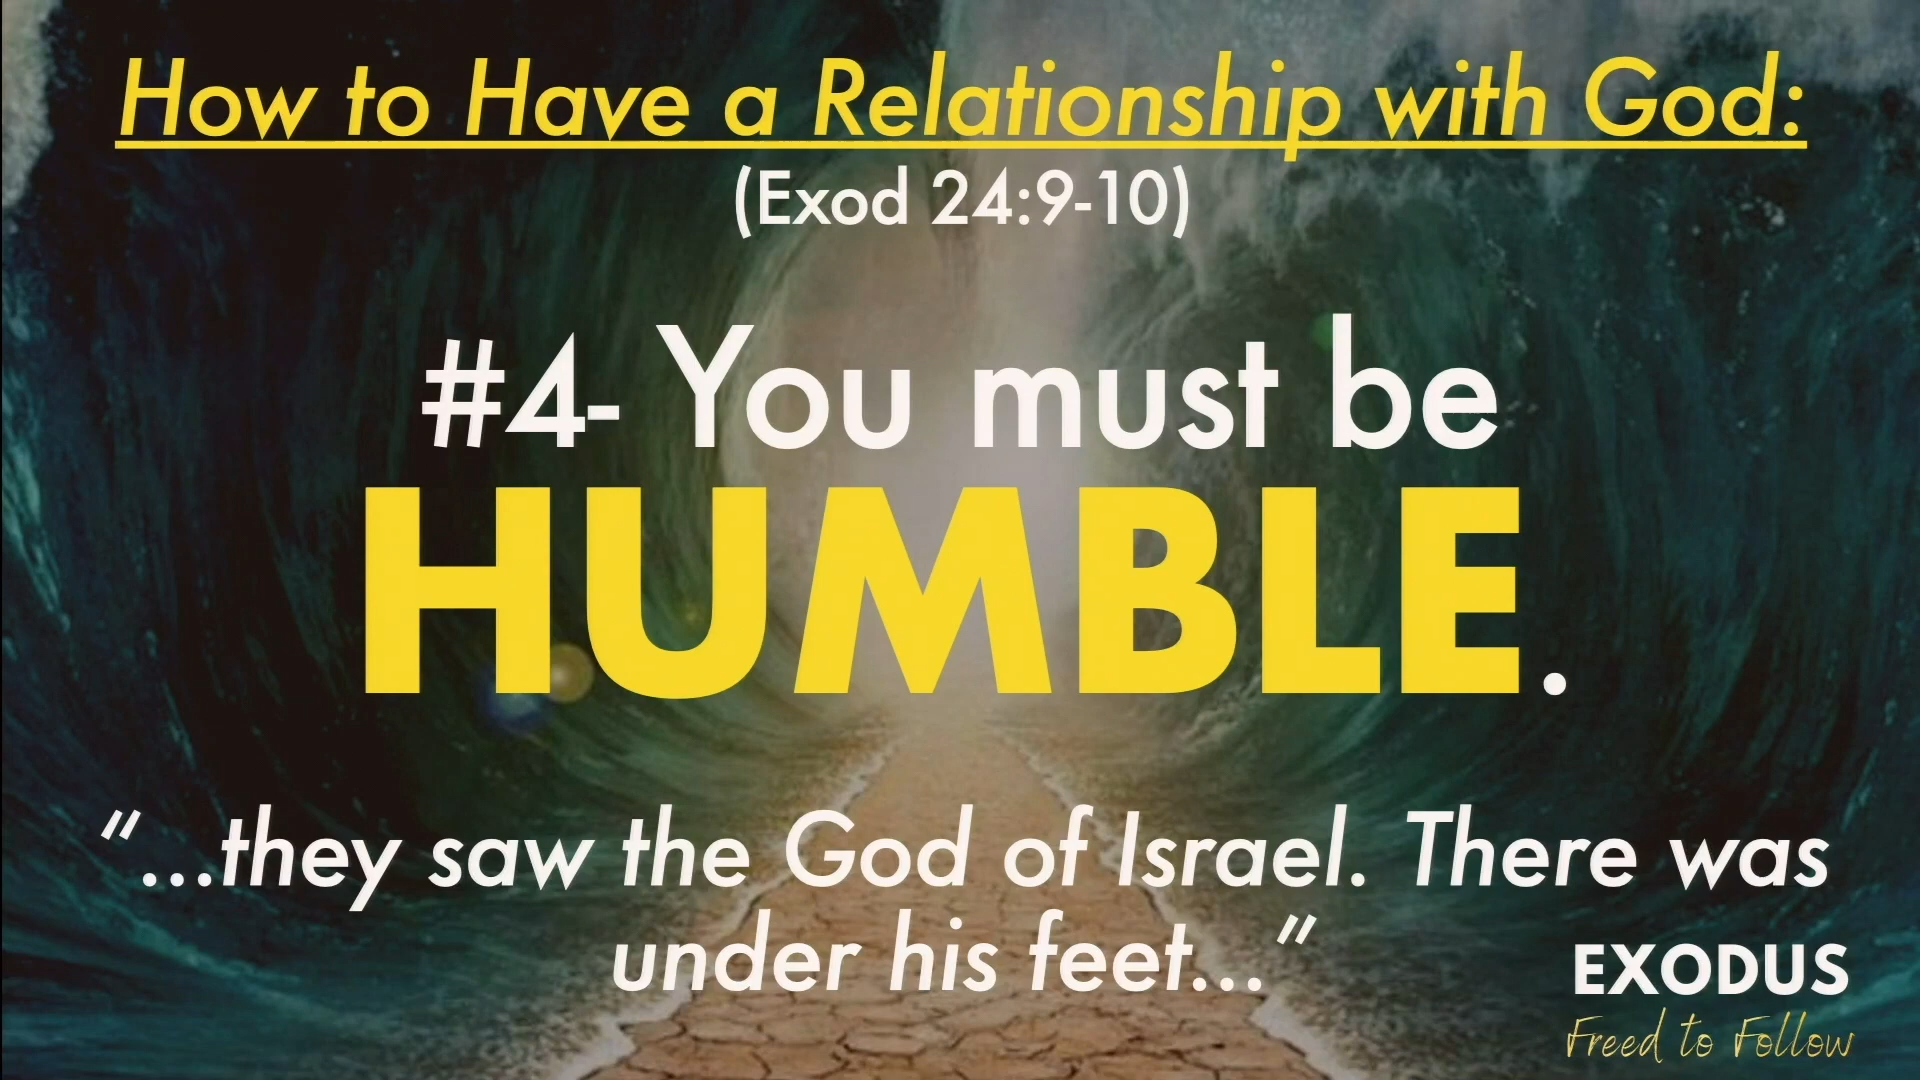 How to Have a Relationship with God:
(Exod 24:9-10)
#4- You must be
HUMBLE.
“...they saw the God of Israel. There was
under his feet...”
EXODUS
Freed to Follow